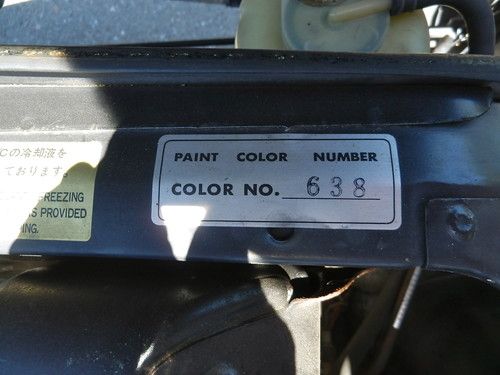 Cの冷却液を
ております。
REEZING
S PROVIDED
ING.
PAINT COLOR NUMBER
COLOR NO. 638